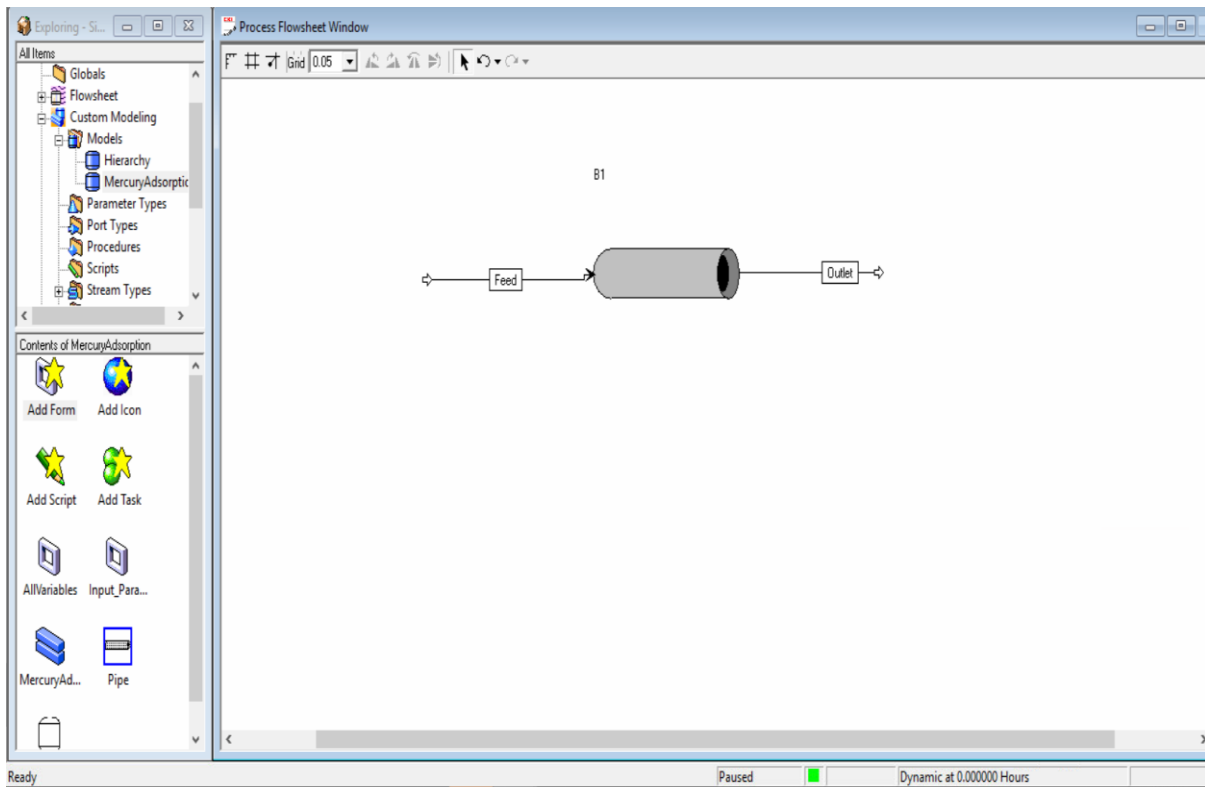 Exploring - Si...
All Items
Globals
Flowsheet
Custom Modeling
Models
Hierarchy
MercuryAdsorptic
Parameter Types
Port Types
Procedures
Scripts
Stream Types
Contents of MercuryAdsorption
Add Form Add Icon
Add Script Add Task
AllVariables Input_Para...
MercuryAd... Pipe
Process Flowsheet Window
Grid 0.05
B1
Feed
Outlet
Ready Paused Dynamic at 0.000000 Hours